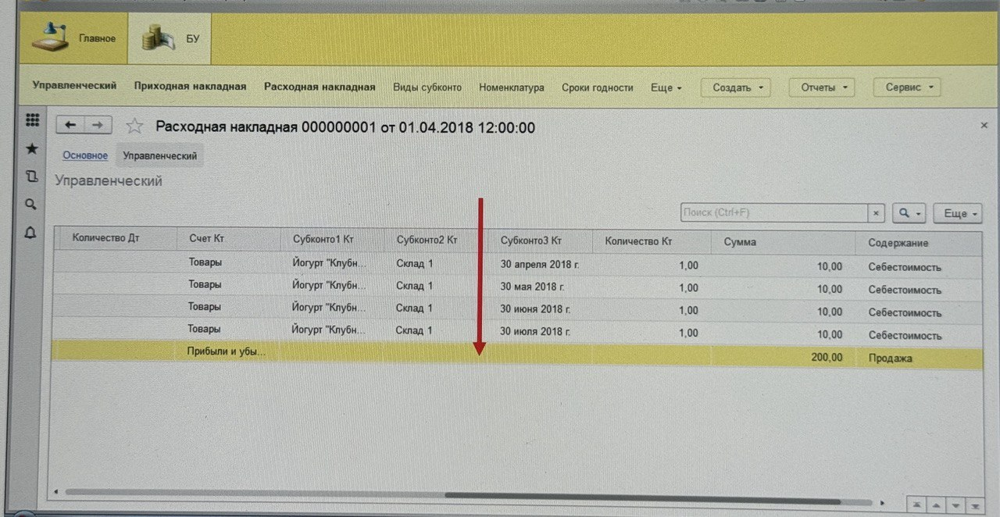 Главное БУ
Управленческий Приходная накладная Расходная накладная Виды субконто Номенклатура Сроки годности Еще Создать Отчеты Сервис
Расходная накладная 000000001 от 01.04.2018 12:00:00
Основное Управленческий
Управленческий
Поиск (Ctrl+F) Еще
Количество Дт Счет Кт Субконто1 Кт Субконто2 Кт Субконто3 Кт Количество Кт Сумма Содержание
Товары Йогурт "Клубн... Склад 1 30 апреля 2018 г. 1,00 10,00 Себестоимость
Товары Йогурт "Клубн... Склад 1 30 мая 2018 г. 1,00 10,00 Себестоимость
Товары Йогурт "Клубн... Склад 1 30 июня 2018 г. 1,00 10,00 Себестоимость
Товары Йогурт "Клубн... Склад 1 30 июля 2018 г. 1,00 10,00 Себестоимость
Прибыли и убы... 200,00 Продажа